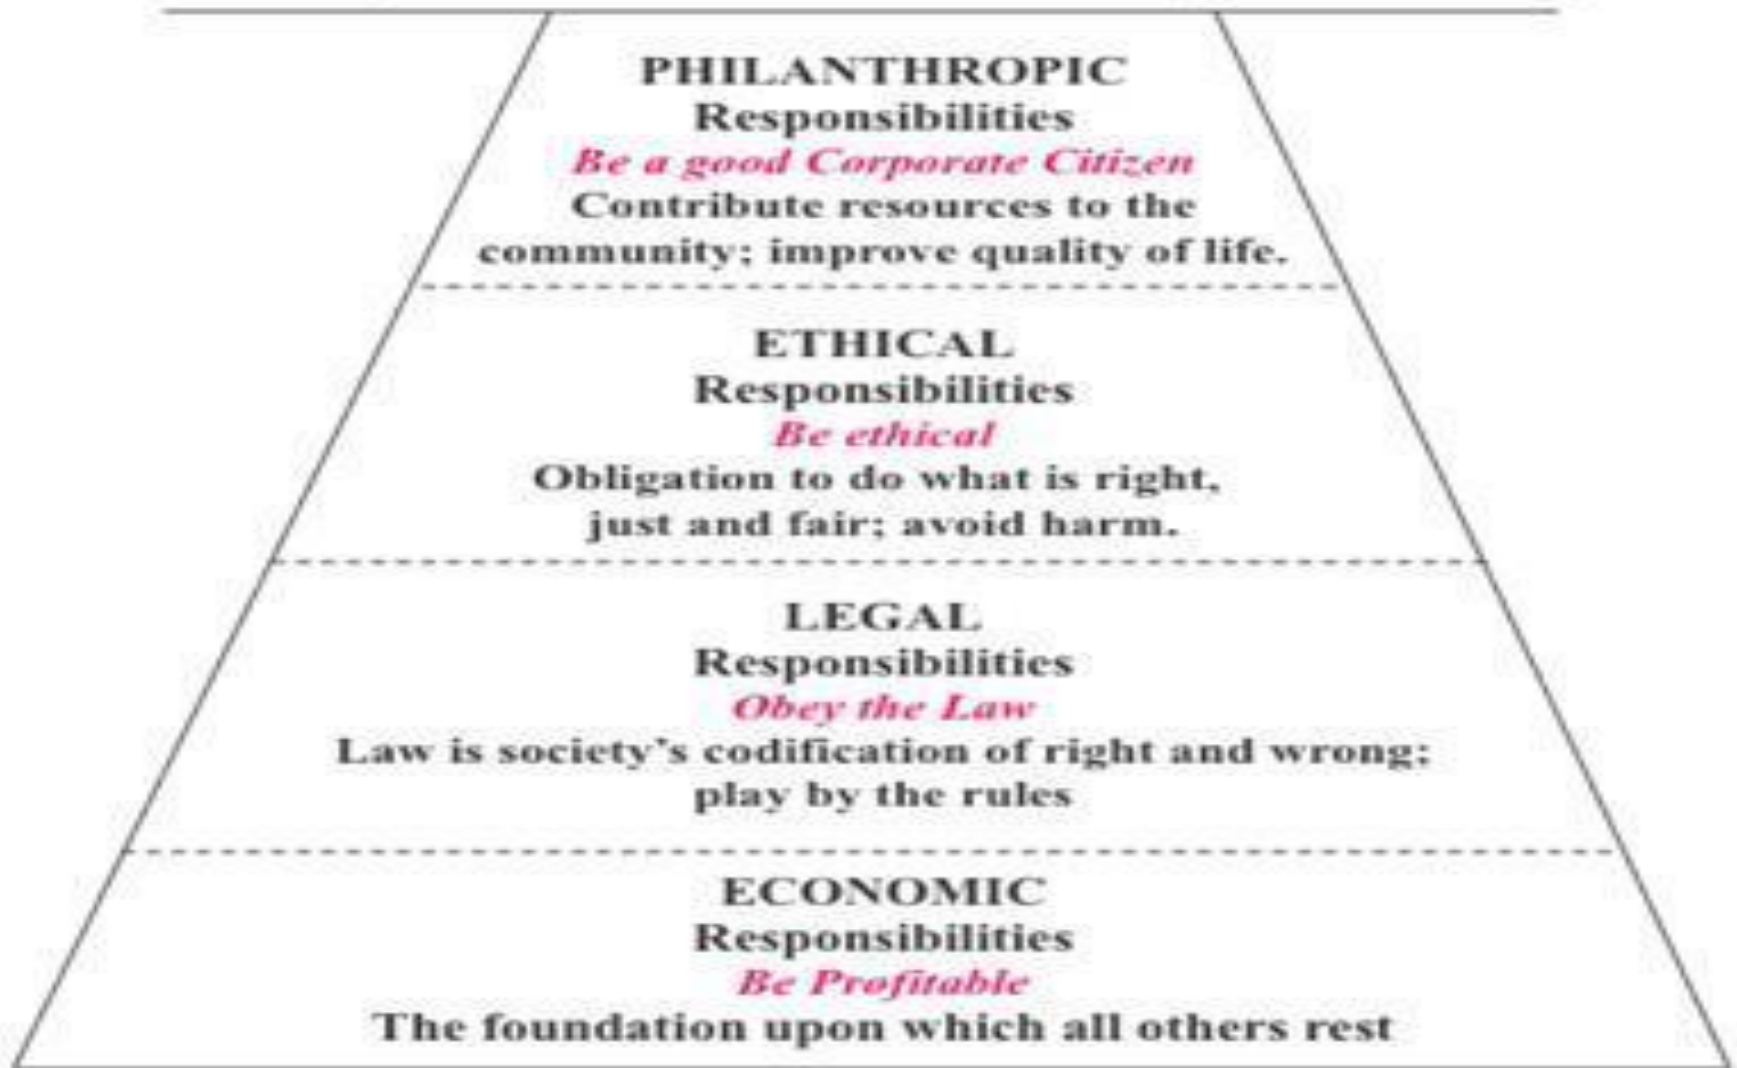 PHILANTHROPIC
Responsibilities
Be a good Corporate Citizen
Contribute resources to the
community; improve quality of life.
ETHICAL
Responsibilities
Be ethical
Obligation to do what is right,
just and fair; avoid harm.
LEGAL
Responsibilities
Obey the Law
Law is society's codification of right and wrong;
play by the rules
ECONOMIC
Responsibilities
Be Profitable
The foundation upon which all others rest